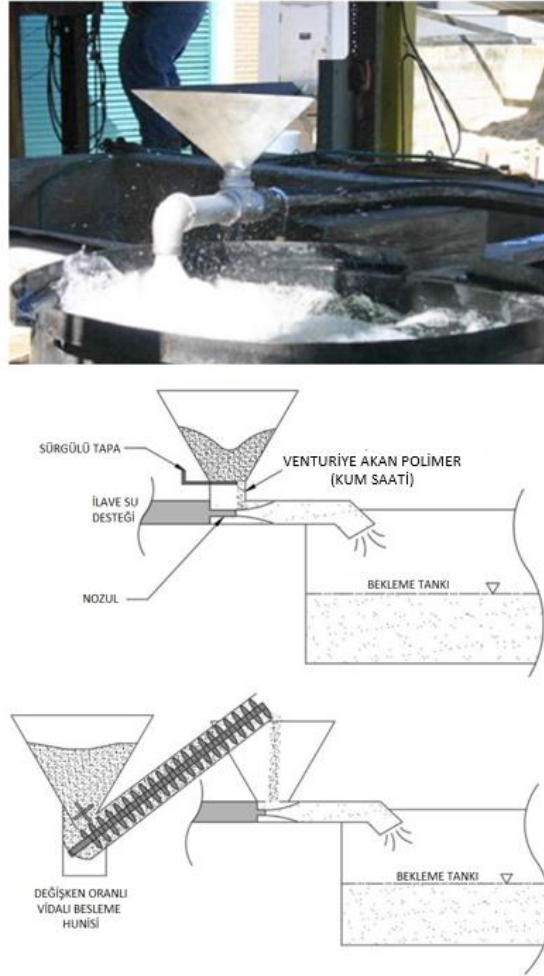 SÜRGÜLÜ TAPA
VENTURİYE AKAN POLİMER
(KUM SAATİ)
İLAVE SU
DESTEĞİ
NOZUL
BEKLEME TANKI
DEĞİŞKEN ORANLI
VİDALI BESLEME
HUNİSİ
BEKLEME TANKI